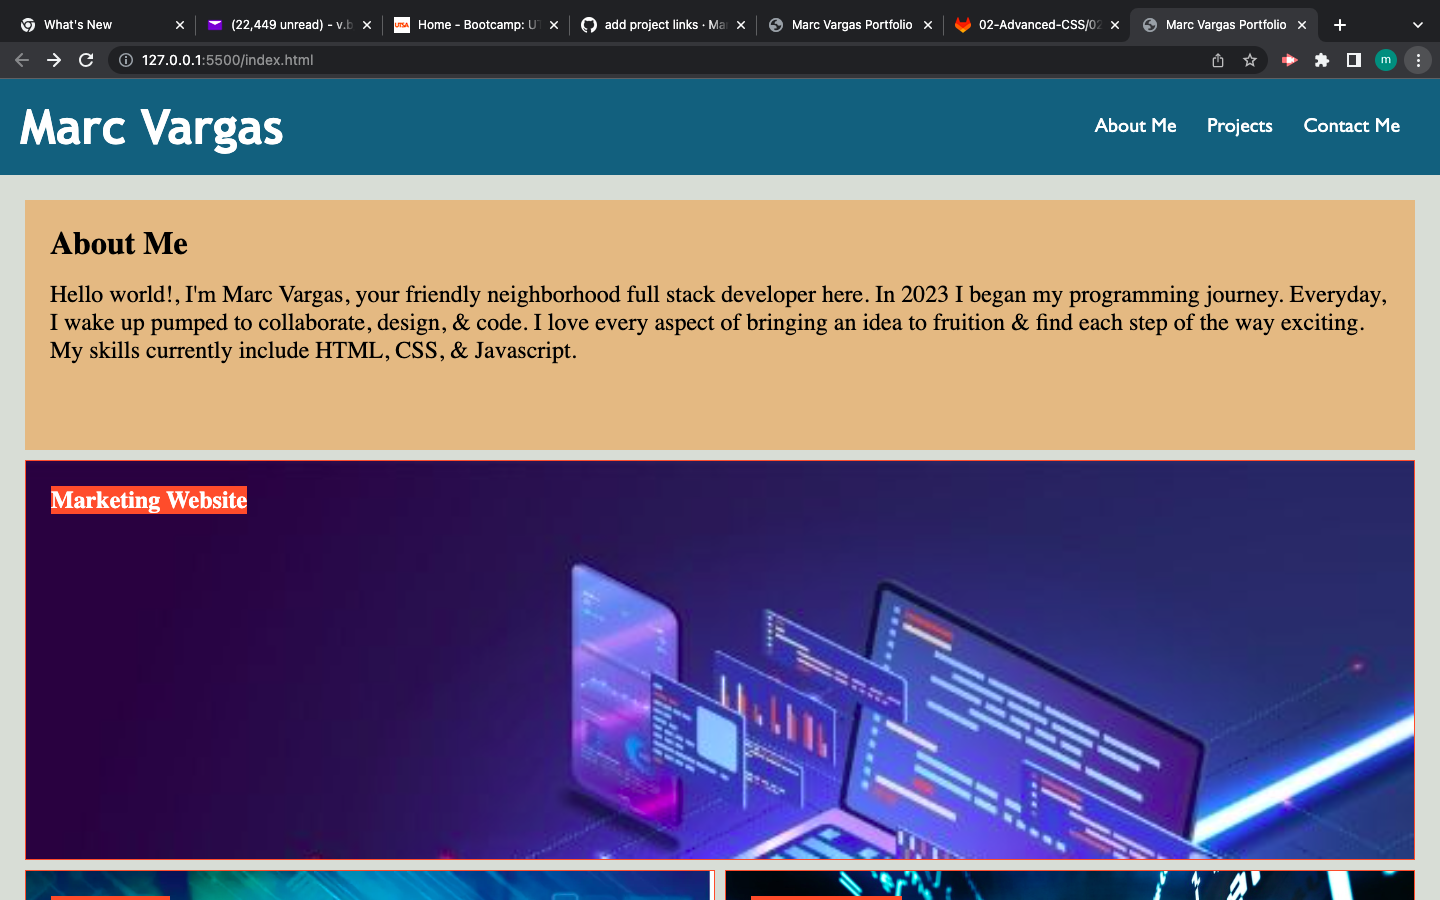 What's New
(22,449 unread) - v.b
Home - Bootcamp: UT
add project links · Ma
Marc Vargas Portfolio
02-Advanced-CSS/02
Marc Vargas Portfolio
127.0.0.1:5500/index.html
m
Marc Vargas
About Me
Projects
Contact Me
About Me
Hello world!, I'm Marc Vargas, your friendly neighborhood full stack developer here. In 2023 I began my programming journey. Everyday,
I wake up pumped to collaborate, design, & code. I love every aspect of bringing an idea to fruition & find each step of the way exciting.
My skills currently include HTML, CSS, & Javascript.
Marketing Website